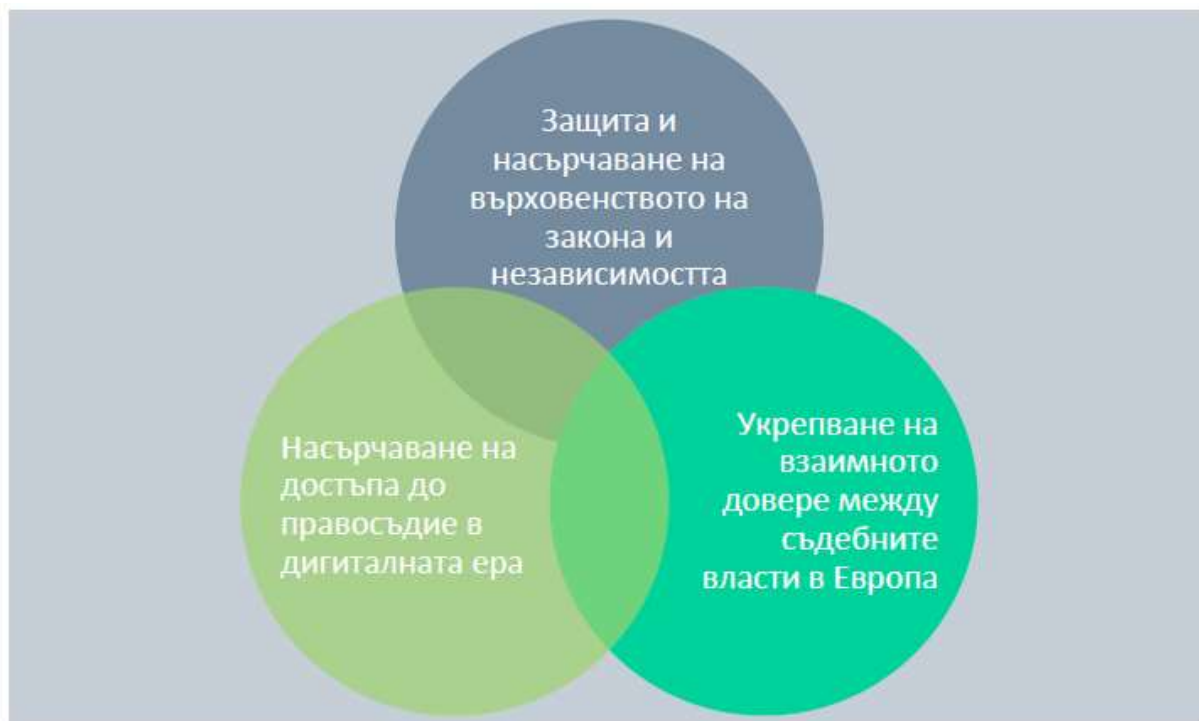 Защита и
насърчаване на
върховенството на
закона и
независимостта
Насърчаване на
достъпа до
правосъдие в
дигиталната ера
Укрепване на
взаимното
довере между
съдебните
власти в Европа